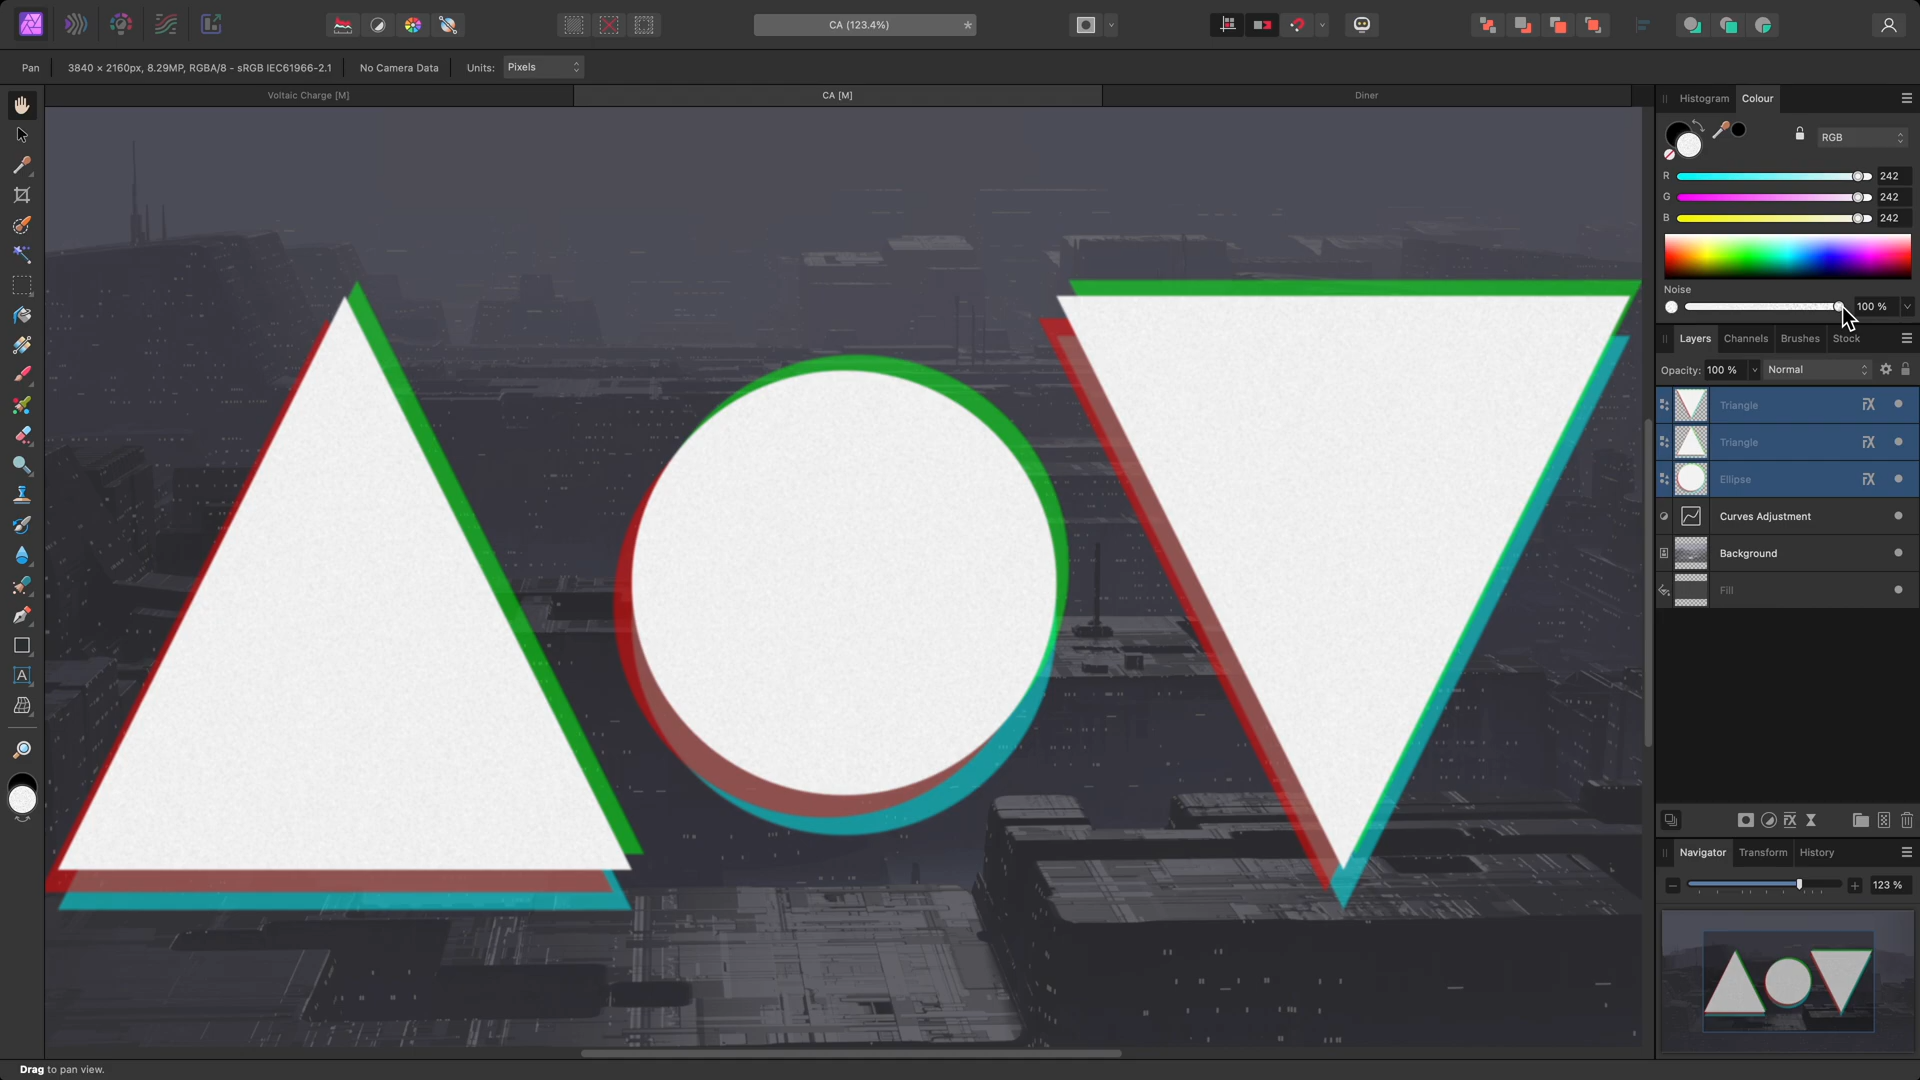 CA (123.4%)
*
Pan
3840 × 2160px, 8.29MP, RGBA/8 - sRGB IEC61966-2.1
No Camera Data
Units:
Pixels
Voltaic Charge [M]
CA [M]
Diner
Histogram
Colour
RGB
R
242
G
242
B
242
Noise
100 %
Layers
Channels
Brushes
Stock
Opacity:
100 %
Normal
Triangle
Triangle
Ellipse
Curves Adjustment
Background
Fill
A
Navigator
Transform
History
123 %
Drag to pan view.